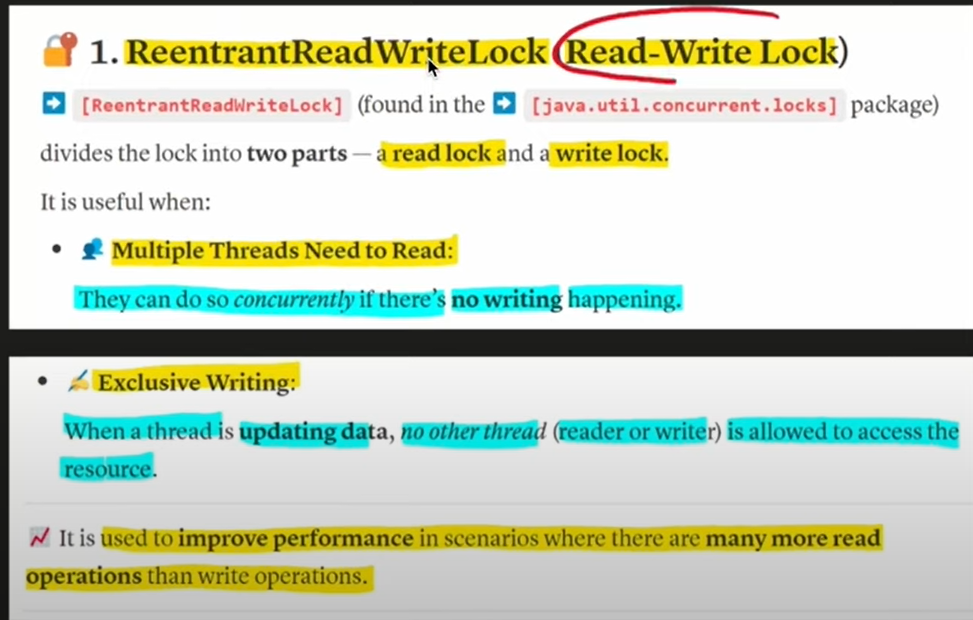 1. ReentrantReadWriteLock (Read-Write Lock)
[ReentrantReadWriteLock] (found in the [java.util.concurrent.locks] package)
divides the lock into two parts — a read lock and a write lock.
It is useful when:
• Multiple Threads Need to Read:
They can do so concurrently if there's no writing happening.
• Exclusive Writing:
When a thread is updating data, no other thread (reader or writer) is allowed to access the
resource.
It is used to improve performance in scenarios where there are many more read
operations than write operations.